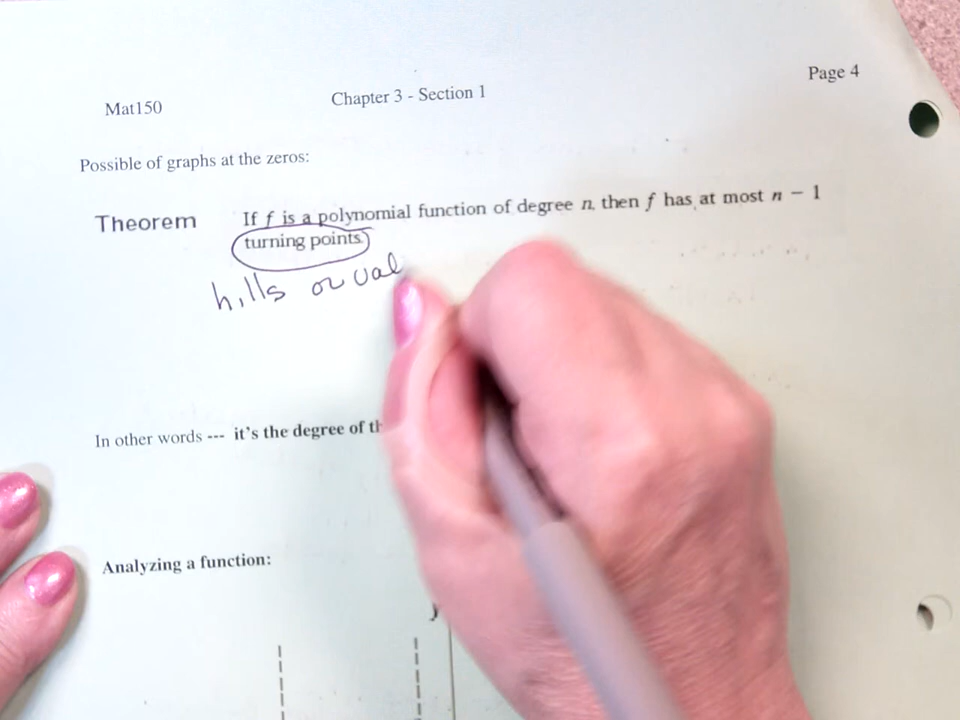 Page 4
Mat150 Chapter 3 - Section 1
Possible of graphs at the zeros:
Theorem If f is a polynomial function of degree n, then f has at most n − 1
turning points.
hills or val
In other words --- it's the degree of
Analyzing a function: